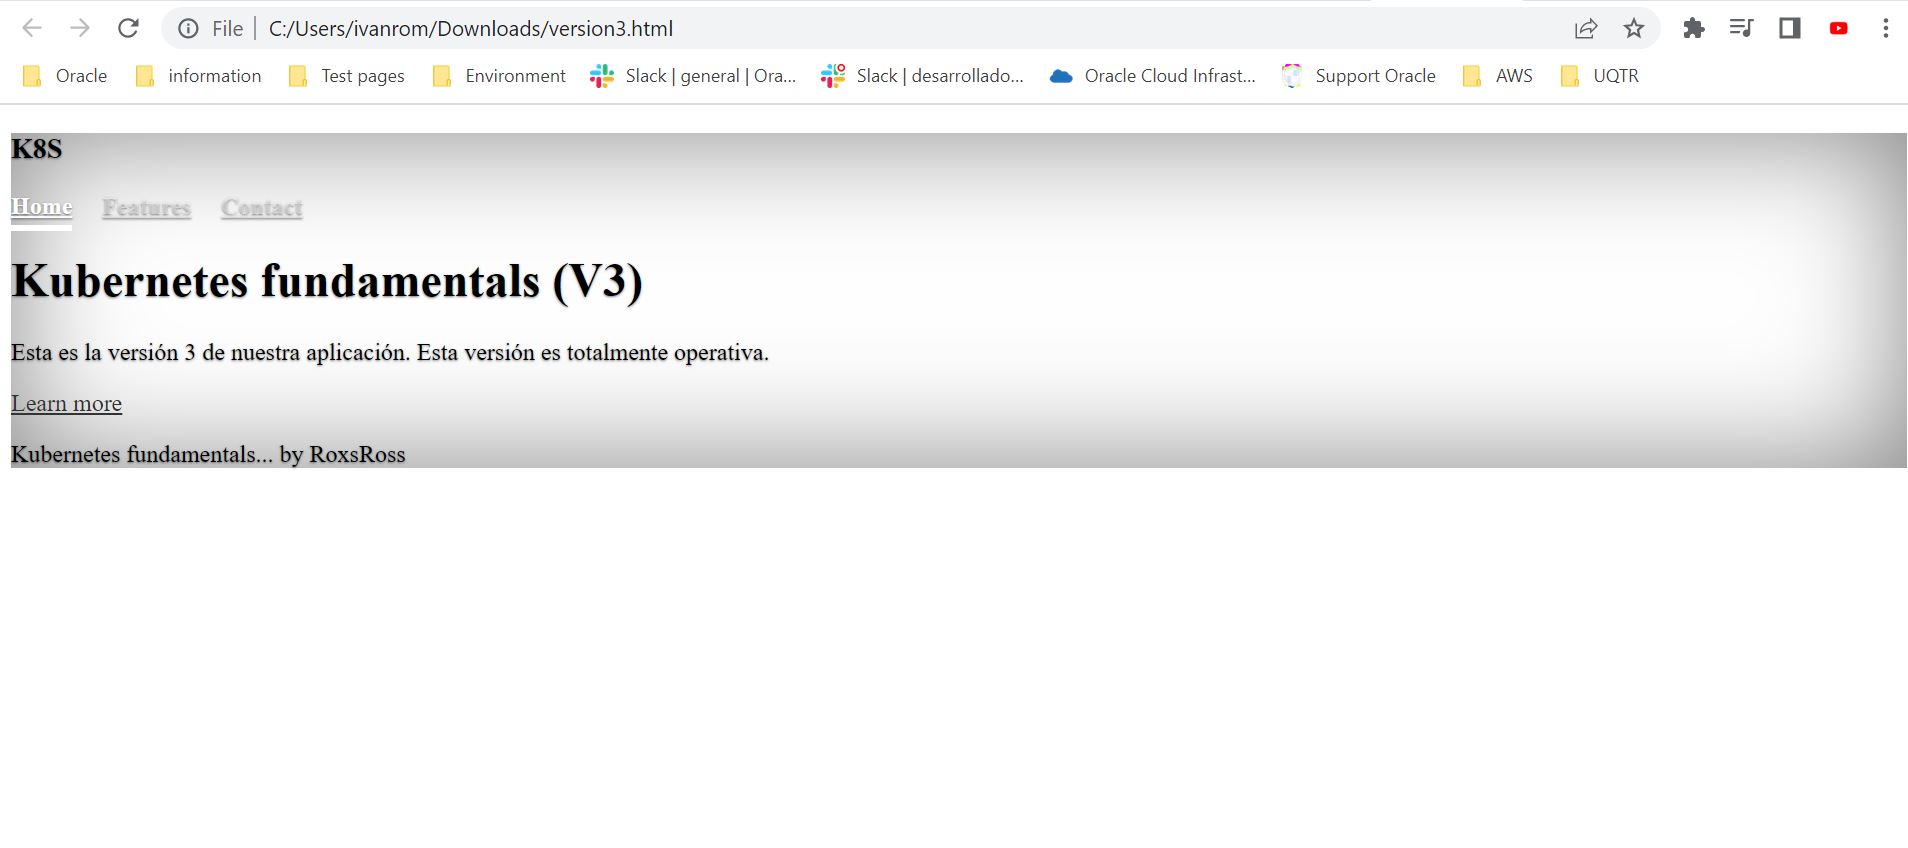 File | C:/Users/ivanrom/Downloads/version3.html
Oracle information Test pages Environment Slack | general | Ora... Slack | desarrollado... Oracle Cloud Infrast... Support Oracle AWS UQTR
K8S
Home Features Contact
Kubernetes fundamentals (V3)
Esta es la versión 3 de nuestra aplicación. Esta versión es totalmente operativa.
Learn more
Kubernetes fundamentals... by RoxsRoss